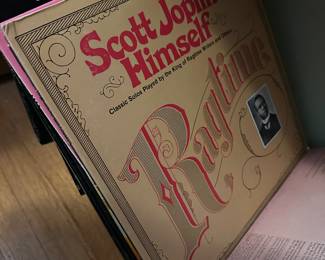 Scott Joplin
Himself
Classic Solos Played by the King of Ragtime Writers and Others
Ragtime